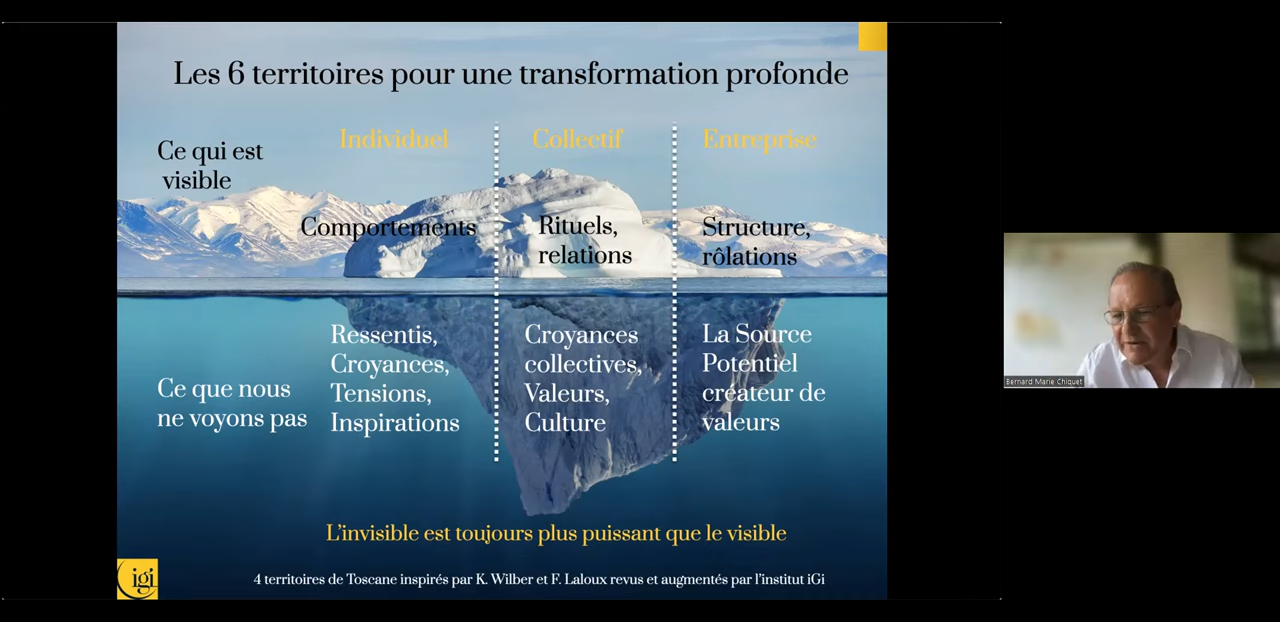 Les 6 territoires pour une transformation profonde
Individuel
Collectif
Entreprise
Ce qui est
visible
Comportements
Rituels,
relations
Structure,
rôlations
Ce que nous
ne voyons pas
Ressentis,
Croyances,
Tensions,
Inspirations
Croyances
collectives,
Valeurs,
Culture
La Source
Potentiel
créateur de
valeurs
L'invisible est toujours plus puissant que le visible
igi
4 territoires de Toscane inspirés par K. Wilber et F. Laloux revus et augmentés par l'institut iGi
Bernard Marie Chiquet